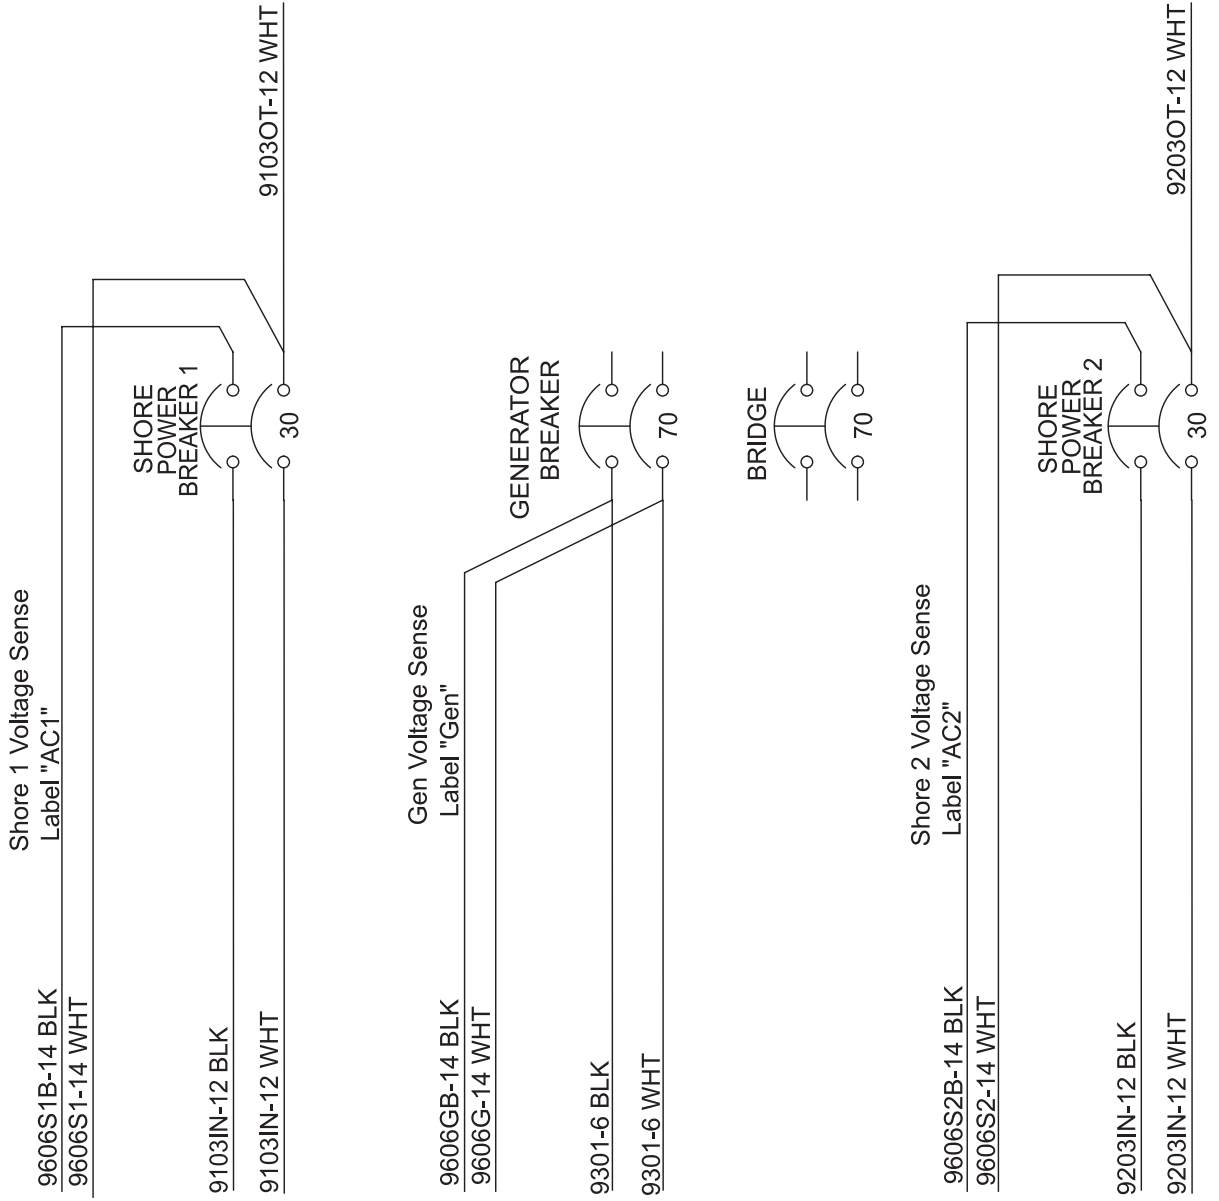 Shore 1 Voltage Sense
Label "AC1"
9606S1B-14 BLK
9606S1-14 WHT
SHORE
POWER
BREAKER 1
9103IN-12 BLK
9103IN-12 WHT
30
9103OT-12 WHT
Gen Voltage Sense
Label "Gen"
9606GB-14 BLK
9606G-14 WHT
GENERATOR
BREAKER
9301-6 BLK
9301-6 WHT
70
BRIDGE
70
Shore 2 Voltage Sense
Label "AC2"
9606S2B-14 BLK
9606S2-14 WHT
SHORE
POWER
BREAKER 2
9203IN-12 BLK
9203IN-12 WHT
30
9203OT-12 WHT